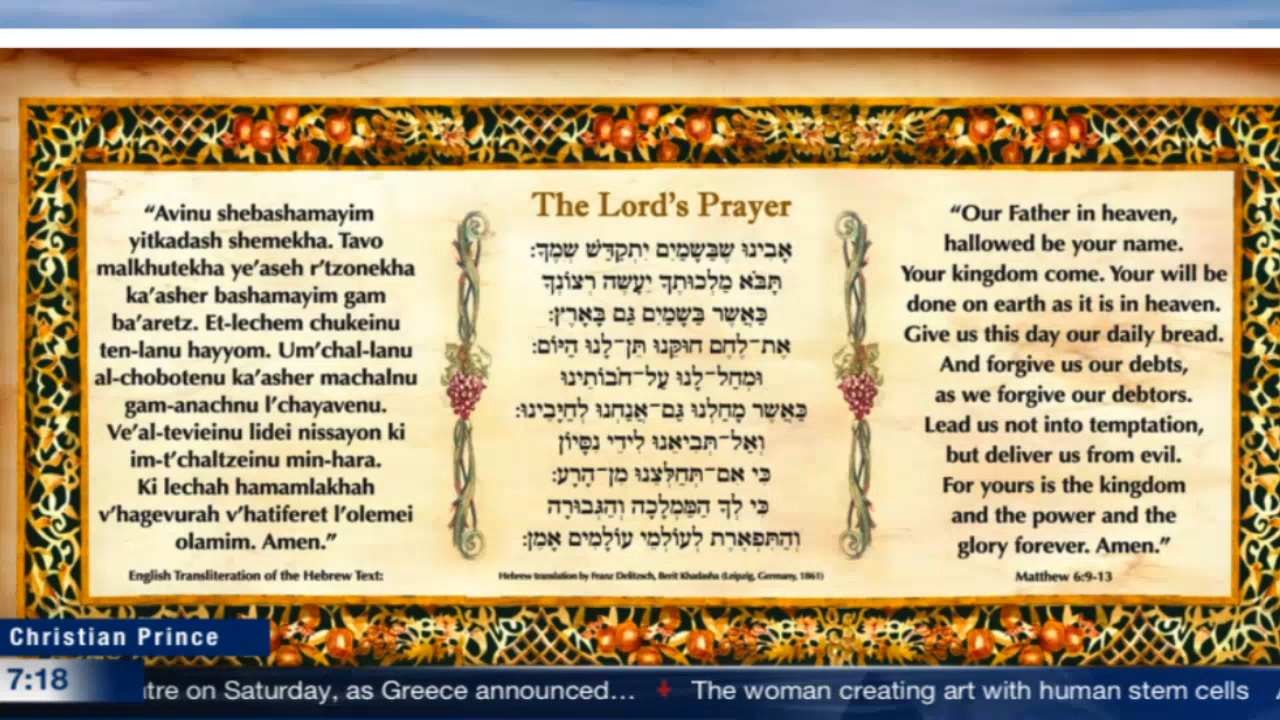 “Avinu shebashamayim
yitkadash shemekha. Tavo
malkhutekha ye’aseh r’tzonekha
ka’asher bashamayim gam
ba’aretz. Et-lechem chukeinu
ten-lanu hayyom. Um’chal-lanu
al-chobotenu ka’asher machalnu
gam-anachnu l’chayavenu.
Ve’al-tevieinu lidei nissayon ki
im-t’chaltzeinu min-hara.
Ki lechah hamamlakhah
v’hagevurah v’hatiferet l’olemei
olamim. Amen.”
English Transliteration of the Hebrew Text:
The Lord’s Prayer
אָבִינוּ שֶׁבַּשָּׁמַיִם יִתְקַדֵּשׁ שְׁמֶךָ:
תָּבֹא מַלְכוּתְךָ יֵעָשֶׂה רְצוֹנְךָ
כַּאֲשֶׁר בַּשָּׁמַיִם גַּם בָּאָרֶץ:
אֶת־לֶחֶם חוּקֵּנוּ תֵּן־לָנוּ הַיּוֹם:
וּמְחַל־לָנוּ עַל־חֹבוֹתֵינוּ
כַּאֲשֶׁר מָחַלְנוּ גַּם־אֲנַחְנוּ לְחַיָּבֵינוּ:
וְאַל־תְּבִיאֵנוּ לִידֵי נִסָּיוֹן
כִּי אִם־תְּחַלְּצֵנוּ מִן־הָרָע:
כִּי לְךָ הַמַּמְלָכָה וְהַגְּבוּרָה
וְהַתִּפְאֶרֶת לְעוֹלְמֵי עוֹלָמִים אָמֵן:
Hebrew translation by Franz Delitzsch, Berit Khadasha (Leipzig, Germany, 1861)
“Our Father in heaven,
hallowed be your name.
Your kingdom come. Your will be
done on earth as it is in heaven.
Give us this day our daily bread.
And forgive us our debts,
as we forgive our debtors.
Lead us not into temptation,
but deliver us from evil.
For yours is the kingdom
and the power and the
glory forever. Amen.”
Matthew 6:9-13
Christian Prince
7:18
tre on Saturday, as Greece announced... The woman creating art with human stem cells